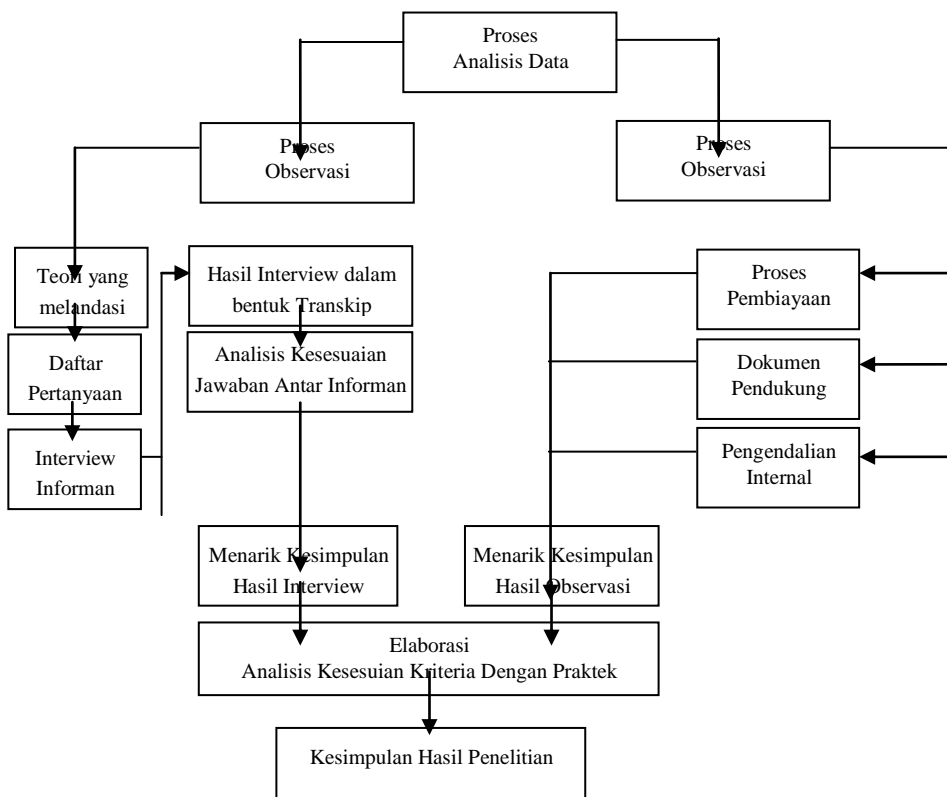 Proses
Analisis Data
Proses
Observasi
Proses
Observasi
Teori yang
melandasi
Daftar
Pertanyaan
Interview
Informan
Hasil Interview dalam
bentuk Transkip
Analisis Kesesuaian
Jawaban Antar Informan
Proses
Pembiayaan
Dokumen
Pendukung
Pengendalian
Internal
Menarik Kesimpulan
Hasil Interview
Menarik Kesimpulan
Hasil Observasi
Elaborasi
Analisis Kesesuian Kriteria Dengan Praktek
Kesimpulan Hasil Penelitian